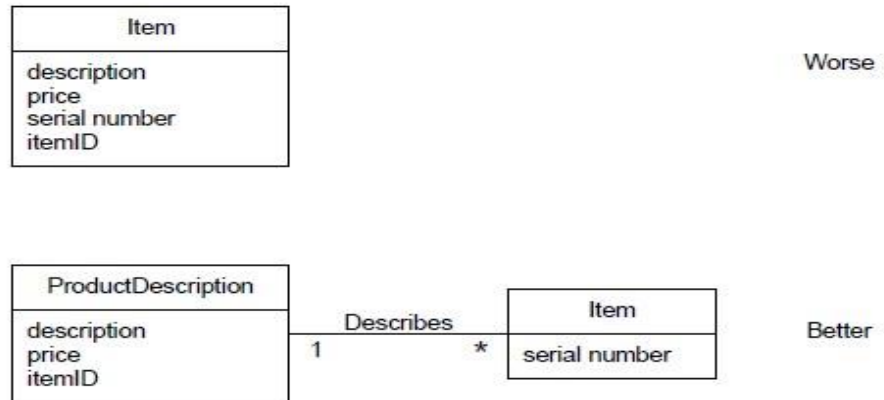 Item
description
price
serial number
itemID
Worse
ProductDescription
description
price
itemID
Describes
1
*
Item
serial number
Better